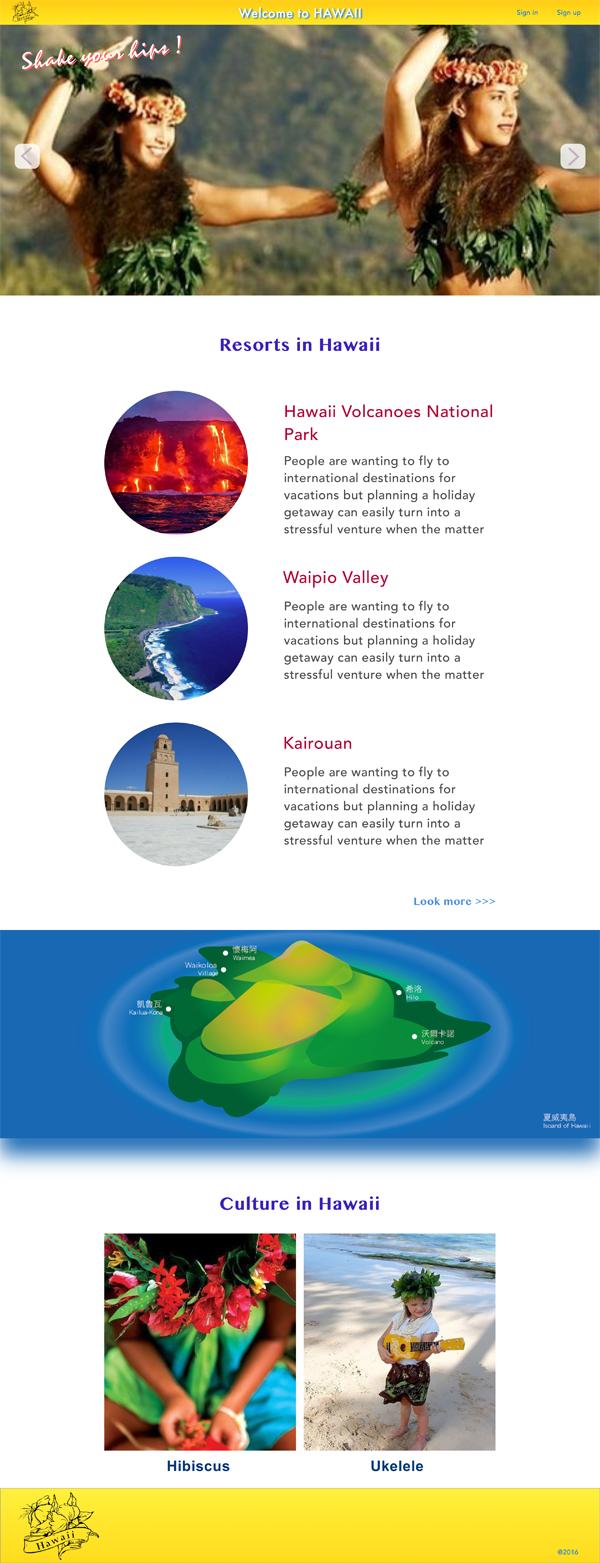 Welcome to HAWAII
Sign in
Sign up
Shake your hips !
Resorts in Hawaii
Hawaii Volcanoes National
Park
People are wanting to fly to
international destinations for
vacations but planning a holiday
getaway can easily turn into a
stressful venture when the matter
Waipio Valley
People are wanting to fly to
international destinations for
vacations but planning a holiday
getaway can easily turn into a
stressful venture when the matter
Kairouan
People are wanting to fly to
international destinations for
vacations but planning a holiday
getaway can easily turn into a
stressful venture when the matter
Look more >>>
懷梅阿
Waimea
Waikoloa
Village
凱魯瓦
Kailua-Kona
希洛
Hilo
沃爾卡諾
Volcano
夏威夷島
Isoand of Hawaii
Culture in Hawaii
Hibiscus
Ukelele
Hawaii
©2016